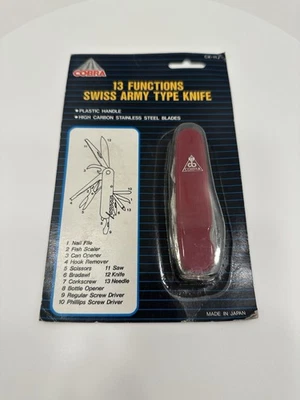 COBRA
13 FUNCTIONS
SWISS ARMY TYPE KNIFE
PLASTIC HANDLE
HIGH CARBON STAINLESS STEEL BLADES
1 Nail File
2 Fish Scaler
3 Can Opener
4 Hook Remover
5 Scissors 11 Saw
6 Bradawl 12 Knife
7 Corkscrew 13 Needle
8 Bottle Opener
9 Regular Screw Driver
10 Phillips Screw Driver
MADE IN JAPAN